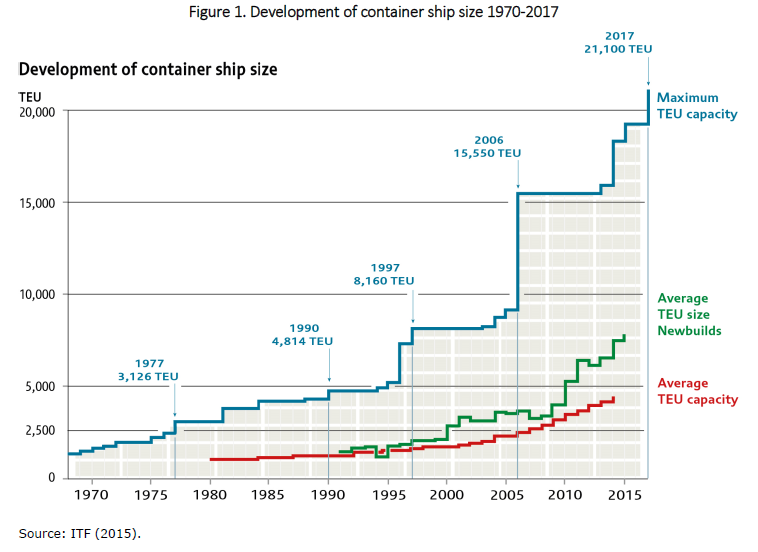 Figure 1. Development of container ship size 1970-2017
2017
21,100 TEU
Development of container ship size
TEU
20,000
Maximum
TEU capacity
2006
15,550 TEU
15,000
1997
8,160 TEU
10,000
Average
TEU size
Newbuilds
1990
4,814 TEU
1977
3,126 TEU
5,000
Average
TEU capacity
2,500
0
1970 1975 1980 1985 1990 1995 2000 2005 2010 2015
Source: ITF (2015).